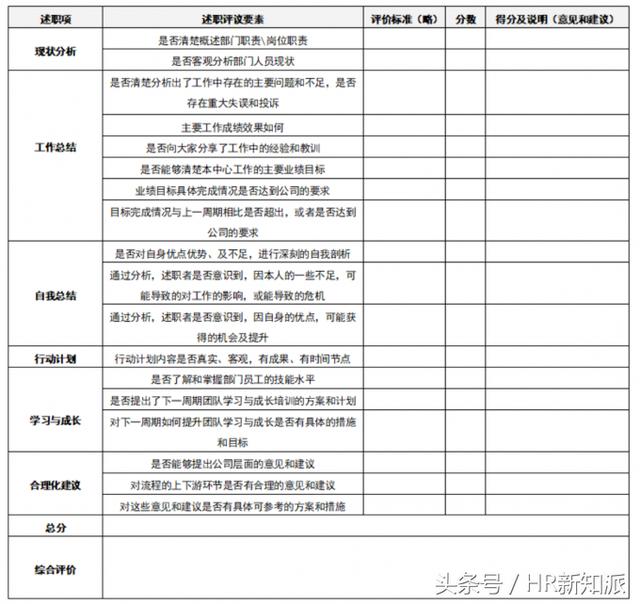 述职项 述职评议要素 评价标准（略） 分数 得分及说明（意见和建议）
现状分析
是否清楚概述部门职责\岗位职责
是否客观分析部门人员现状
工作总结
是否清楚分析出了工作中存在的主要问题和不足，是否
存在重大失误和投诉
主要工作成绩效果如何
是否向大家分享了工作中的经验和教训
是否能够清楚本中心工作的主要业绩目标
业绩目标具体完成情况是否达到公司的要求
目标完成情况与上一周期相比是否超出，或者是否达到
公司的要求
自我总结
是否对自身优点优势、及不足，进行深刻的自我剖析
通过分析，述职者是否意识到，因本人的一些不足，可
能导致的对工作的影响，或能导致的危机
通过分析，述职者是否意识到，因自身的优点，可能获
得的机会及提升
行动计划 行动计划内容是否真实、客观，有成果、有时间节点
学习与成长
是否了解和掌握部门员工的技能水平
是否提出了下一周期团队学习与成长培训的方案和计划
对下一周期如何提升团队学习与成长是否有具体的措施
和目标
合理化建议
是否能够提出公司层面的意见和建议
对流程的上下游环节是否有合理的意见和建议
对这些意见和建议是否有具体可参考的方案和措施
总分
综合评价
头条号／HR新知派